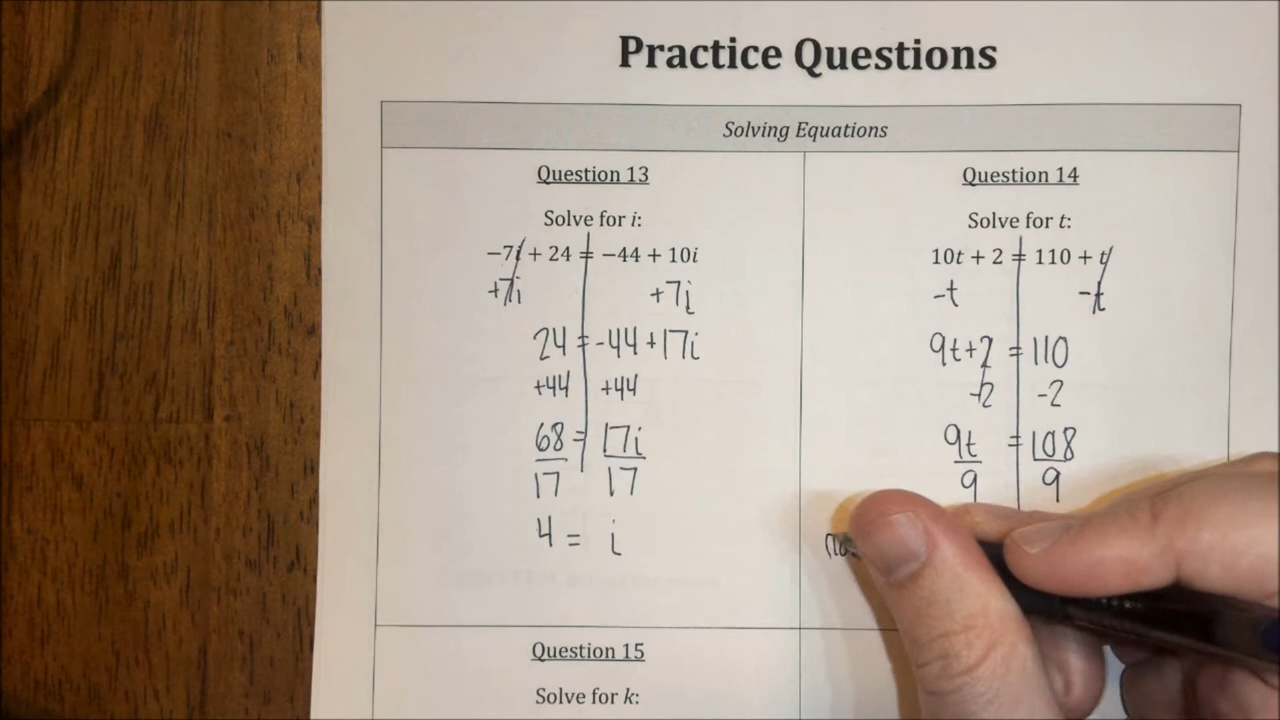 Practice Questions
Solving Equations
Question 13
Solve for i:
−7i + 24 = −44 + 10i
+7i +7i
24 = -44 +17i
+44 +44
68 = 17i
17 17
4 = i
Question 14
Solve for t:
10t + 2 = 110 + t
-t -t
9t+2 = 110
-2 -2
9t = 108
9 9
Question 15
Solve for k: